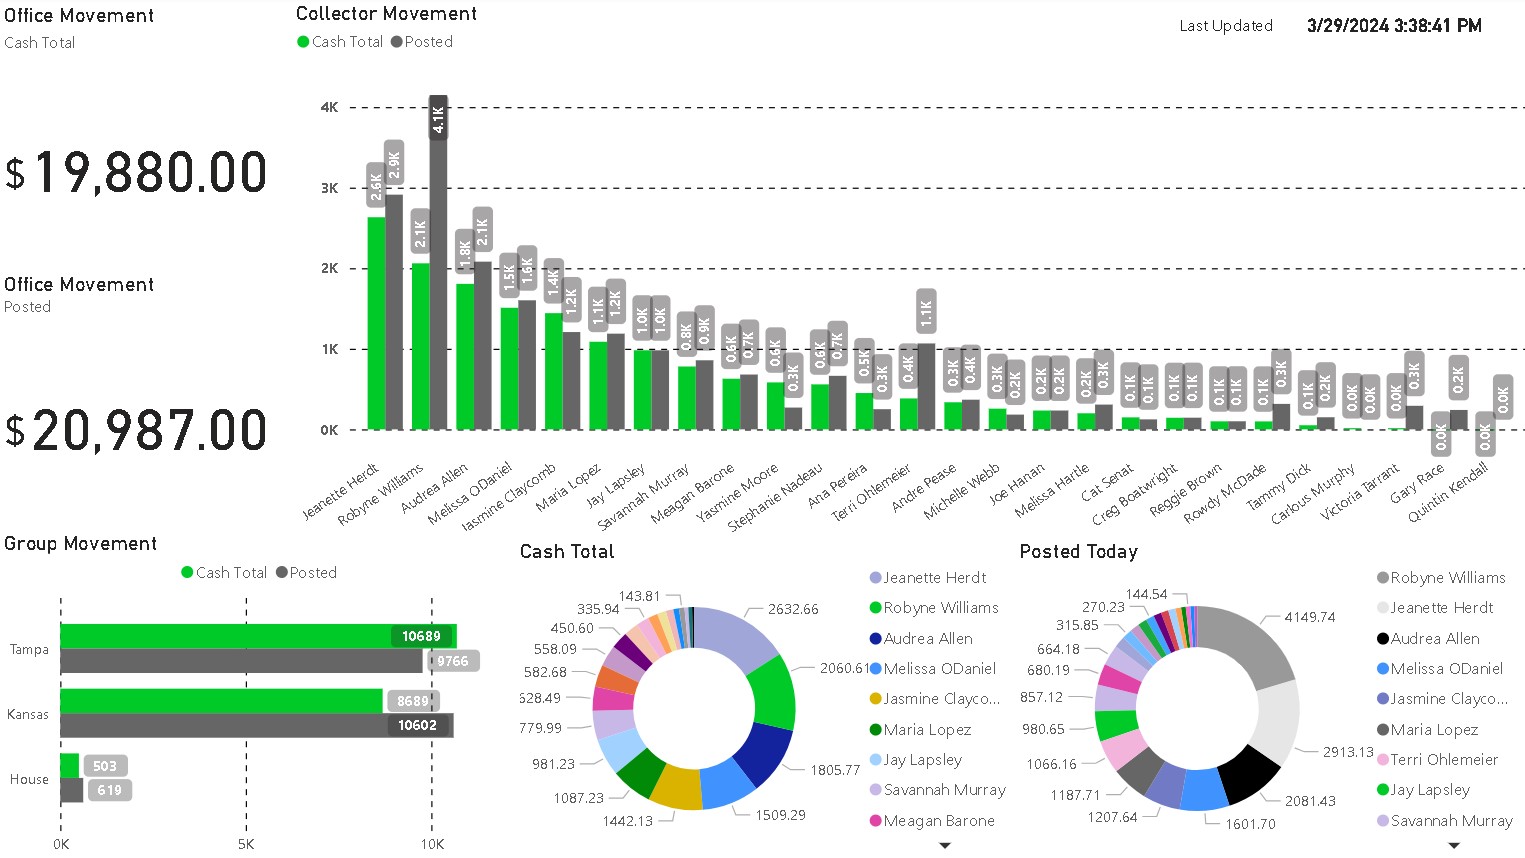 Office Movement
Cash Total
$19,880.00
Office Movement
Posted
$20,987.00
Collector Movement
Cash Total Posted
Last Updated 3/29/2024 3:38:41 PM
4K
3K
2K
1K
0K
2.6K 2.9K 2.1K 4.1K 1.8K 2.1K 1.5K 1.6K 1.4K 1.2K 1.1K 1.2K 1.0K 1.0K 0.8K 0.9K 0.6K 0.7K 0.6K 0.3K 0.6K 0.7K 0.5K 0.3K 0.4K 1.1K 0.3K 0.4K 0.3K 0.2K 0.2K 0.2K 0.2K 0.3K 0.1K 0.1K 0.1K 0.1K 0.1K 0.1K 0.1K 0.3K 0.1K 0.2K 0.0K 0.0K 0.0K 0.3K 0.0K 0.2K 0.0K 0.0K
Jeanette Herdt
Robyne Williams
Audrea Allen
Melissa ODaniel
Jasmine Claycomb
Maria Lopez
Jay Lapsley
Savannah Murray
Meagan Barone
Yasmine Moore
Stephanie Nadeau
Ana Pereira
Terri Ohlemeier
Andre Pease
Michelle Webb
Joe Hanan
Melissa Hartle
Cat Senat
Creg Boatwright
Reggie Brown
Rowdy McDade
Tammy Dick
Carlous Murphy
Victoria Tarrant
Gary Race
Quintin Kendall
Group Movement
Cash Total Posted
Tampa
10689
9766
Kansas
8689
10602
House
503
619
0K 5K 10K
Cash Total
143.81
335.94
450.60
558.09
582.68
628.49
779.99
981.23
1087.23
1442.13
1509.29
1805.77
2060.61
2632.66
Jeanette Herdt
Robyne Williams
Audrea Allen
Melissa ODaniel
Jasmine Clayco...
Maria Lopez
Jay Lapsley
Savannah Murray
Meagan Barone
Posted Today
144.54
270.23
315.85
664.18
680.19
857.12
980.65
1066.16
1187.71
1207.64
1601.70
2081.43
2913.13
4149.74
Robyne Williams
Jeanette Herdt
Audrea Allen
Melissa ODaniel
Jasmine Clayco...
Maria Lopez
Terri Ohlemeier
Jay Lapsley
Savannah Murray